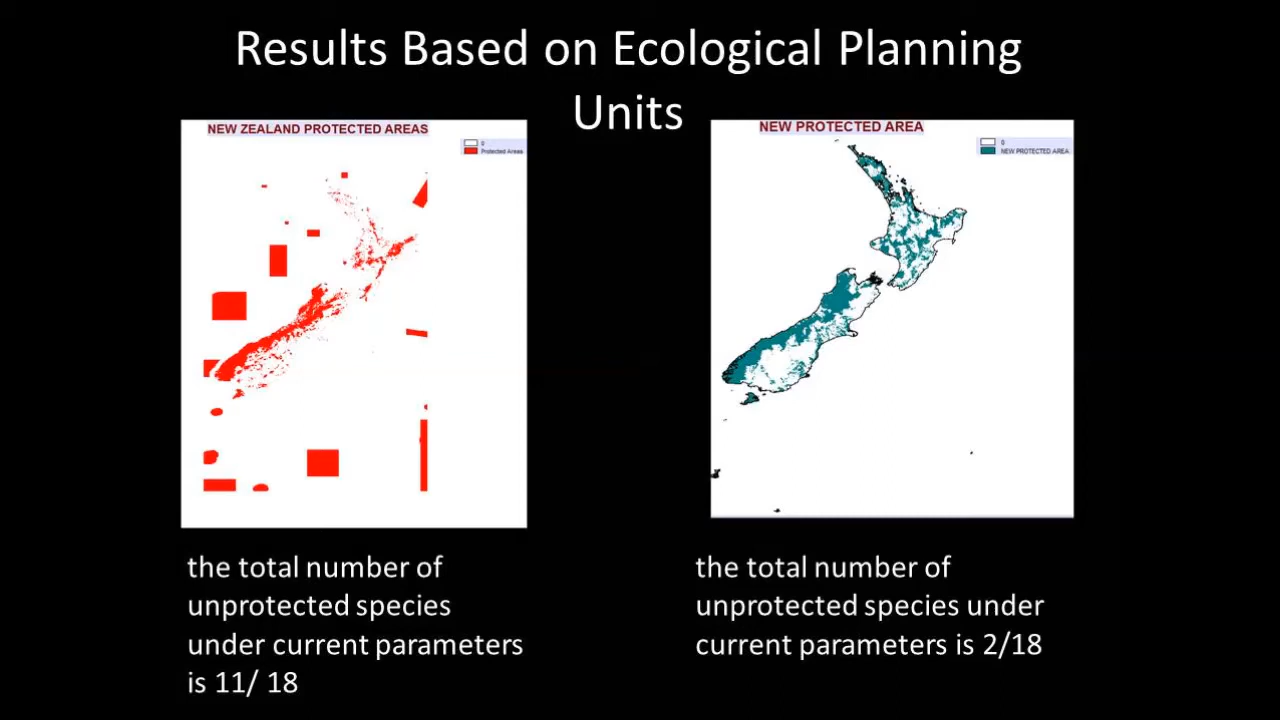 Results Based on Ecological Planning
Units
NEW ZEALAND PROTECTED AREAS
0
Protected Areas
NEW PROTECTED AREA
0
NEW PROTECTED AREA
the total number of
unprotected species
under current parameters
is 11/ 18
the total number of
unprotected species under
current parameters is 2/18